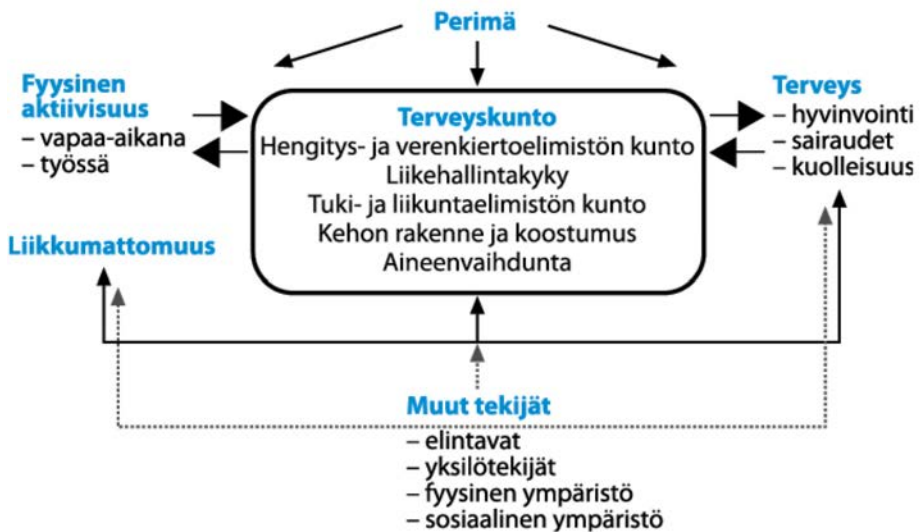 Perimä
Fyysinen
aktiivisuus
– vapaa-aikana
– työssä
Liikkumattomuus
Terveyskunto
Hengitys- ja verenkiertoelimistön kunto
Liikehallintakyky
Tuki- ja liikuntaelimistön kunto
Kehon rakenne ja koostumus
Aineenvaihdunta
Terveys
– hyvinvointi
– sairaudet
– kuolleisuus
Muut tekijät
– elintavat
– yksilötekijät
– fyysinen ympäristö
– sosiaalinen ympäristö